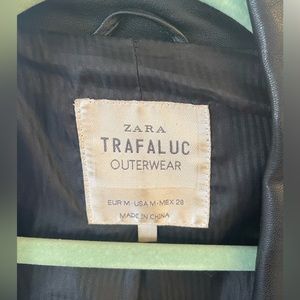 ZARA
TRAFALUC
OUTERWEAR
EUR M • USA M • MEX 28
MADE IN CHINA